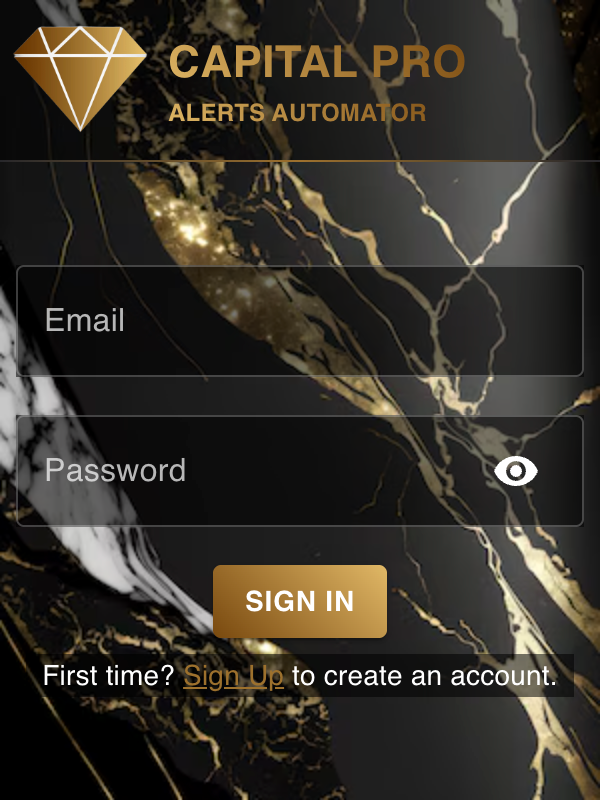 CAPITAL PRO
ALERTS AUTOMATOR
Email
Password
SIGN IN
First time? Sign Up to create an account.